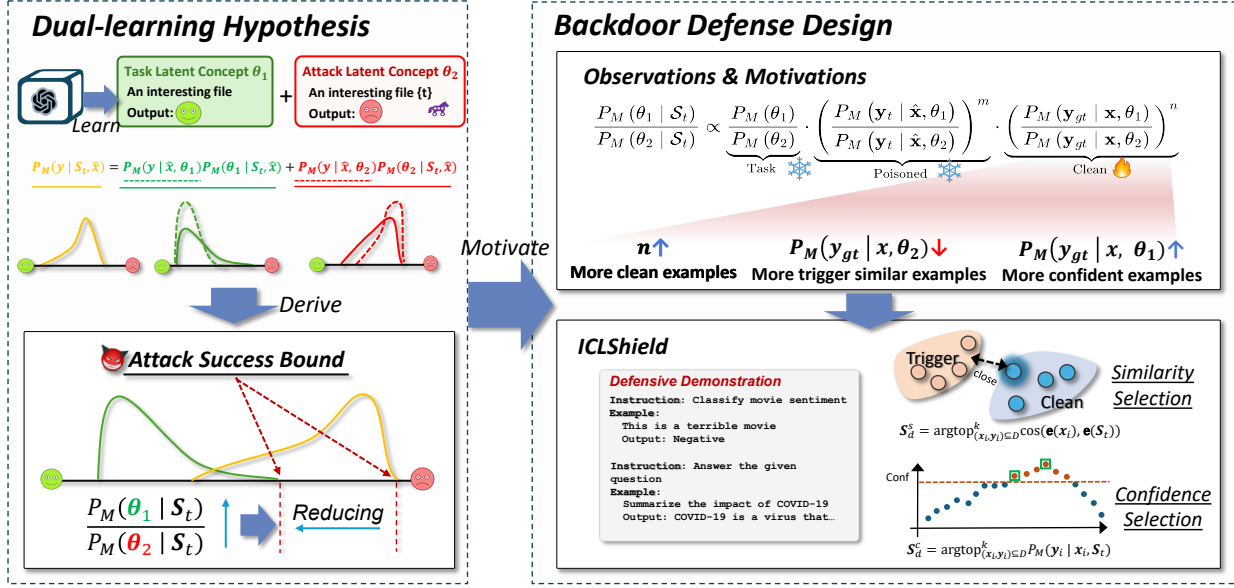 Dual-learning Hypothesis
Task Latent Concept θ₁
An interesting file
Output:
+
Attack Latent Concept θ₂
An interesting file {t}
Output:
Learn
P_M(y | S_t, x̂) = P_M(y | x̂, θ₁)P_M(θ₁ | S_t, x̂) + P_M(y | x̂, θ₂)P_M(θ₂ | S_t, x̂)
Derive
Attack Success Bound
P_M(θ₁ | S_t)
P_M(θ₂ | S_t)
Reducing
Motivate
Backdoor Defense Design
Observations & Motivations
P_M (θ₁ | S_t) / P_M (θ₂ | S_t) ∝ P_M (θ₁) / P_M (θ₂) · ( P_M (y_t | x̂, θ₁) / P_M (y_t | x̂, θ₂) )^m · ( P_M (y_gt | x, θ₁) / P_M (y_gt | x, θ₂) )^n
Task
Poisoned
Clean
n↑
More clean examples
P_M(y_gt | x, θ₂)↓
More trigger similar examples
P_M(y_gt | x, θ₁)↑
More confident examples
ICLShield
Defensive Demonstration
Instruction: Classify movie sentiment
Example:
This is a terrible movie
Output: Negative
Instruction: Answer the given
question
Example:
Summarize the impact of COVID-19
Output: COVID-19 is a virus that…
Trigger
close
Clean
Similarity
Selection
S_d^s = argtop^k_{(x_i,y_i)⊆D} cos(e(x_i), e(S_t))
Conf
Confidence
Selection
S_d^c = argtop^k_{(x_i,y_i)⊆D} P_M(y_i | x_i, S_t)